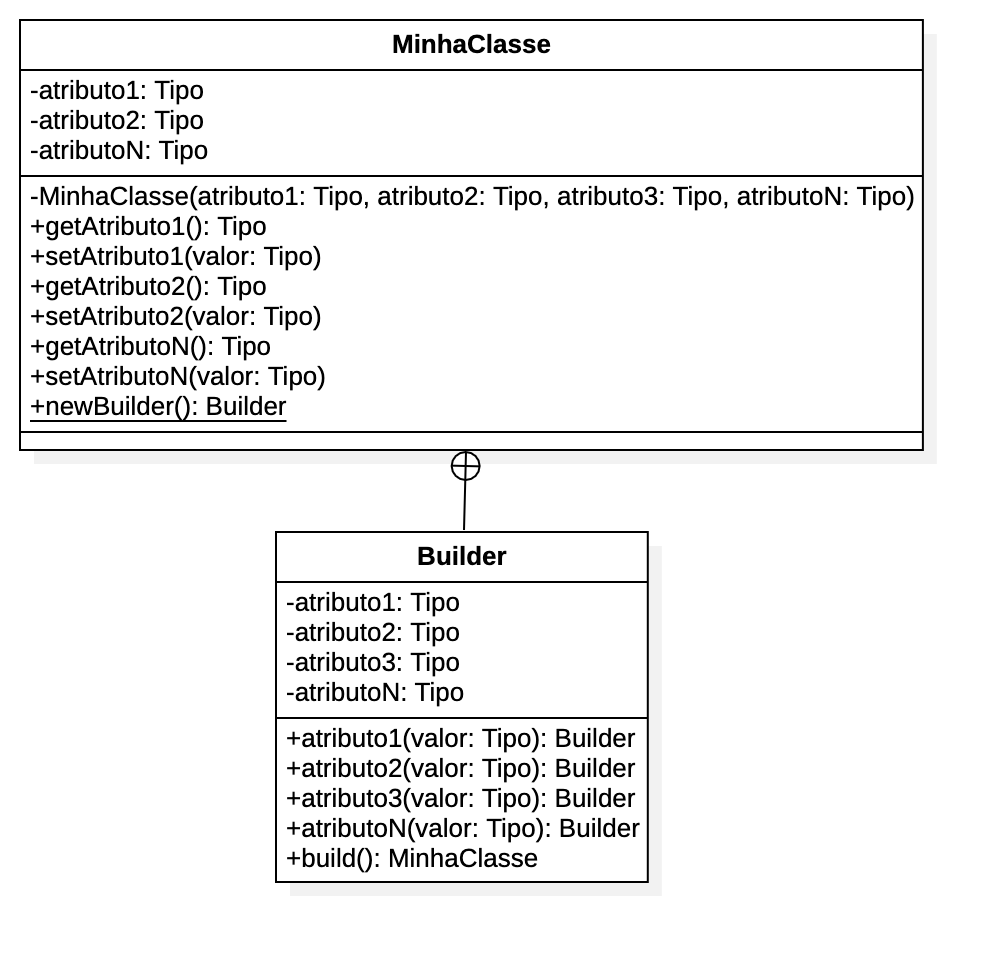 MinhaClasse
-atributo1: Tipo
-atributo2: Tipo
-atributoN: Tipo
-MinhaClasse(atributo1: Tipo, atributo2: Tipo, atributo3: Tipo, atributoN: Tipo)
+getAtributo1(): Tipo
+setAtributo1(valor: Tipo)
+getAtributo2(): Tipo
+setAtributo2(valor: Tipo)
+getAtributoN(): Tipo
+setAtributoN(valor: Tipo)
+newBuilder(): Builder
Builder
-atributo1: Tipo
-atributo2: Tipo
-atributo3: Tipo
-atributoN: Tipo
+atributo1(valor: Tipo): Builder
+atributo2(valor: Tipo): Builder
+atributo3(valor: Tipo): Builder
+atributoN(valor: Tipo): Builder
+build(): MinhaClasse